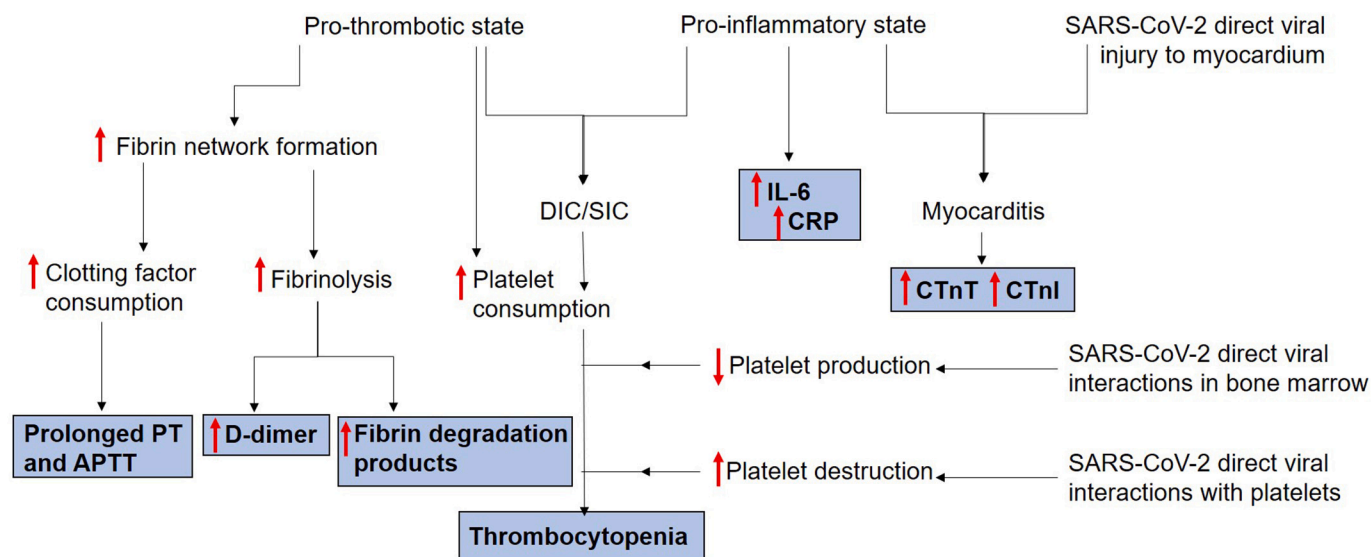 Pro-thrombotic state
Pro-inflammatory state
SARS-CoV-2 direct viral
injury to myocardium
Fibrin network formation
IL-6
CRP
DIC/SIC
Myocarditis
Clotting factor
consumption
Fibrinolysis
Platelet
consumption
CTnT
CTnI
Platelet production
SARS-CoV-2 direct viral
interactions in bone marrow
Prolonged PT
and APTT
D-dimer
Fibrin degradation
products
Platelet destruction
SARS-CoV-2 direct viral
interactions with platelets
Thrombocytopenia